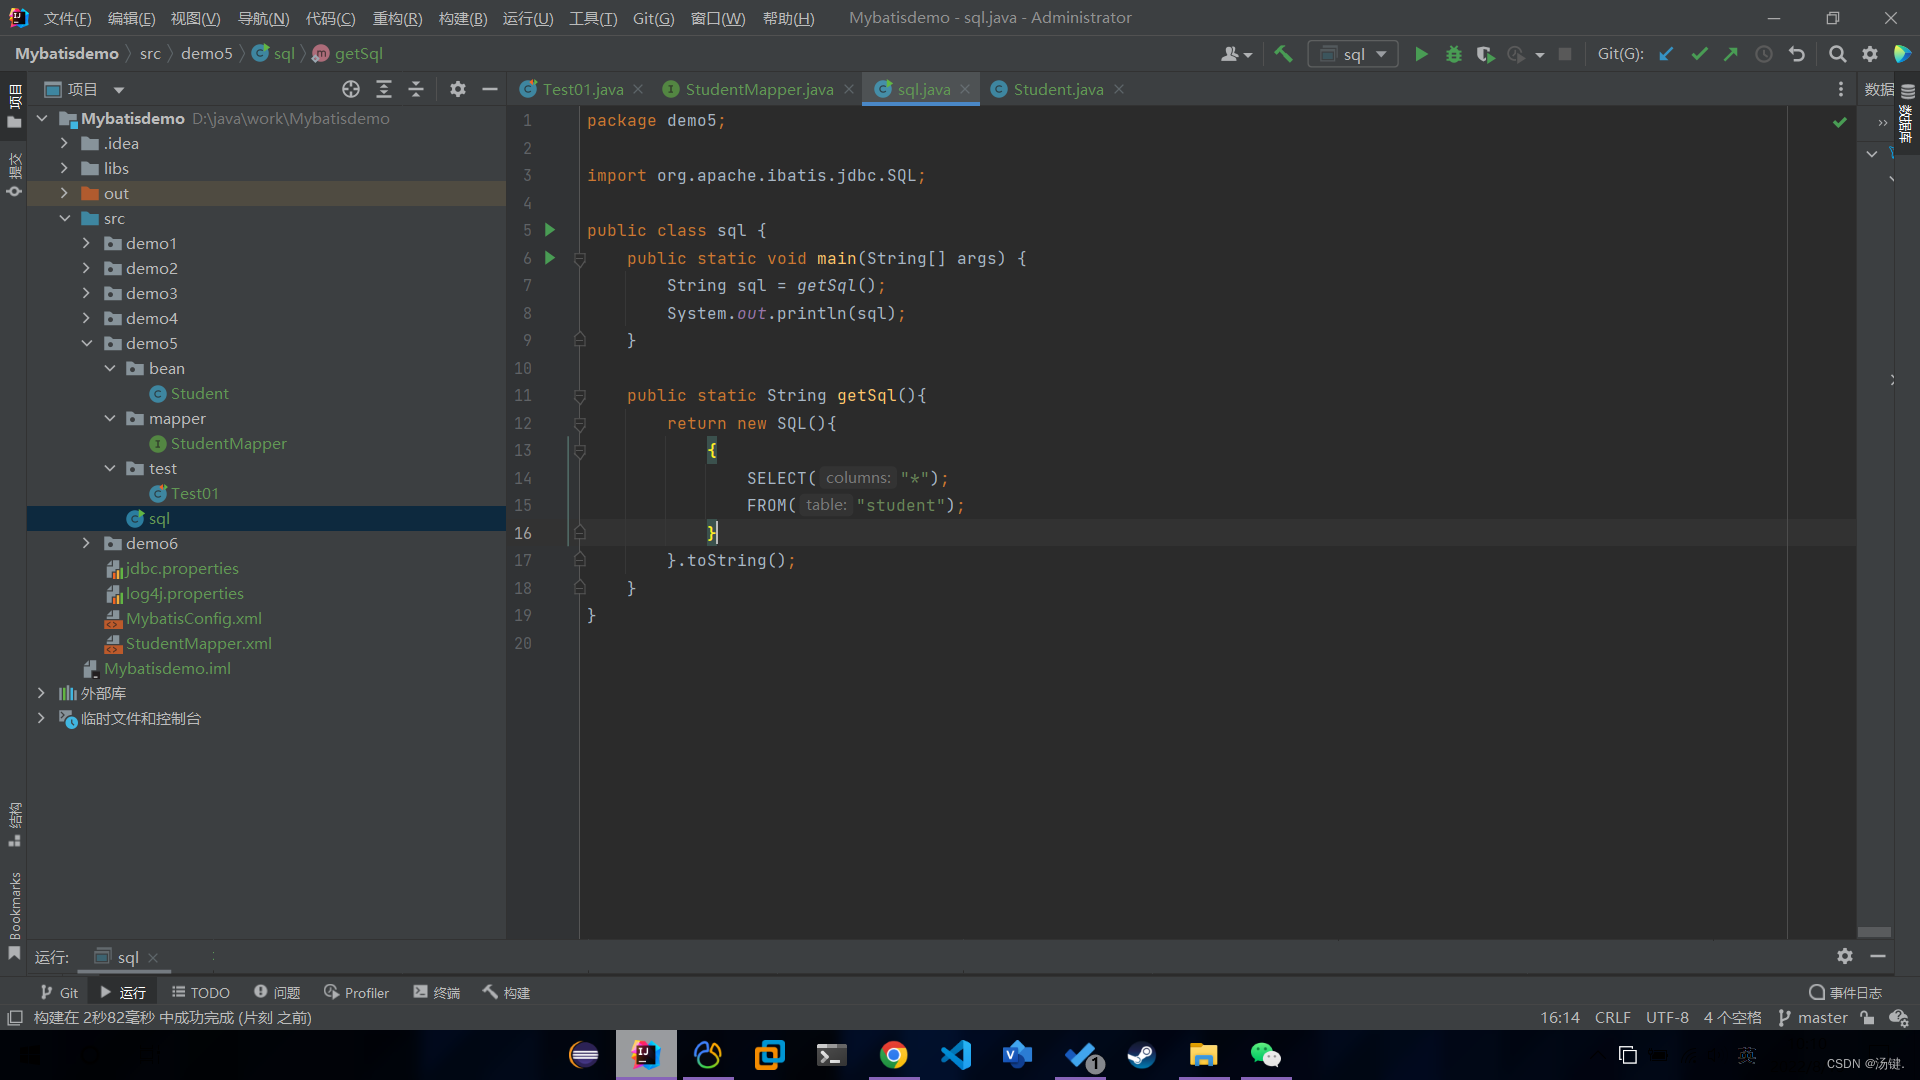 文件(F) 编辑(E) 视图(V) 导航(N) 代码(C) 重构(R) 构建(B) 运行(U) 工具(T) Git(G) 窗口(W) 帮助(H) Mybatisdemo - sql.java - Administrator
Mybatisdemo src demo5 sql getSql
sql Git(G):
项目
Test01.java StudentMapper.java sql.java Student.java
数据
项目
提交
结构
Bookmarks
数据库
Mybatisdemo D:\java\work\Mybatisdemo
.idea
libs
out
src
demo1
demo2
demo3
demo4
demo5
bean
Student
mapper
StudentMapper
test
Test01
sql
demo6
jdbc.properties
log4j.properties
MybatisConfig.xml
StudentMapper.xml
Mybatisdemo.iml
外部库
临时文件和控制台
1 package demo5;
2
3 import org.apache.ibatis.jdbc.SQL;
4
5 public class sql {
6 public static void main(String[] args) {
7 String sql = getSql();
8 System.out.println(sql);
9 }
10
11 public static String getSql(){
12 return new SQL(){
13 {
14 SELECT( columns: "*");
15 FROM( table: "student");
16 }
17 }.toString();
18 }
19 }
20
运行: sql
Git 运行 TODO 问题 Profiler 终端 构建 事件日志
构建在 2秒82毫秒 中成功完成 (片刻 之前) 16:14 CRLF UTF-8 4 个空格 master
1
英
CSDN @汤键.